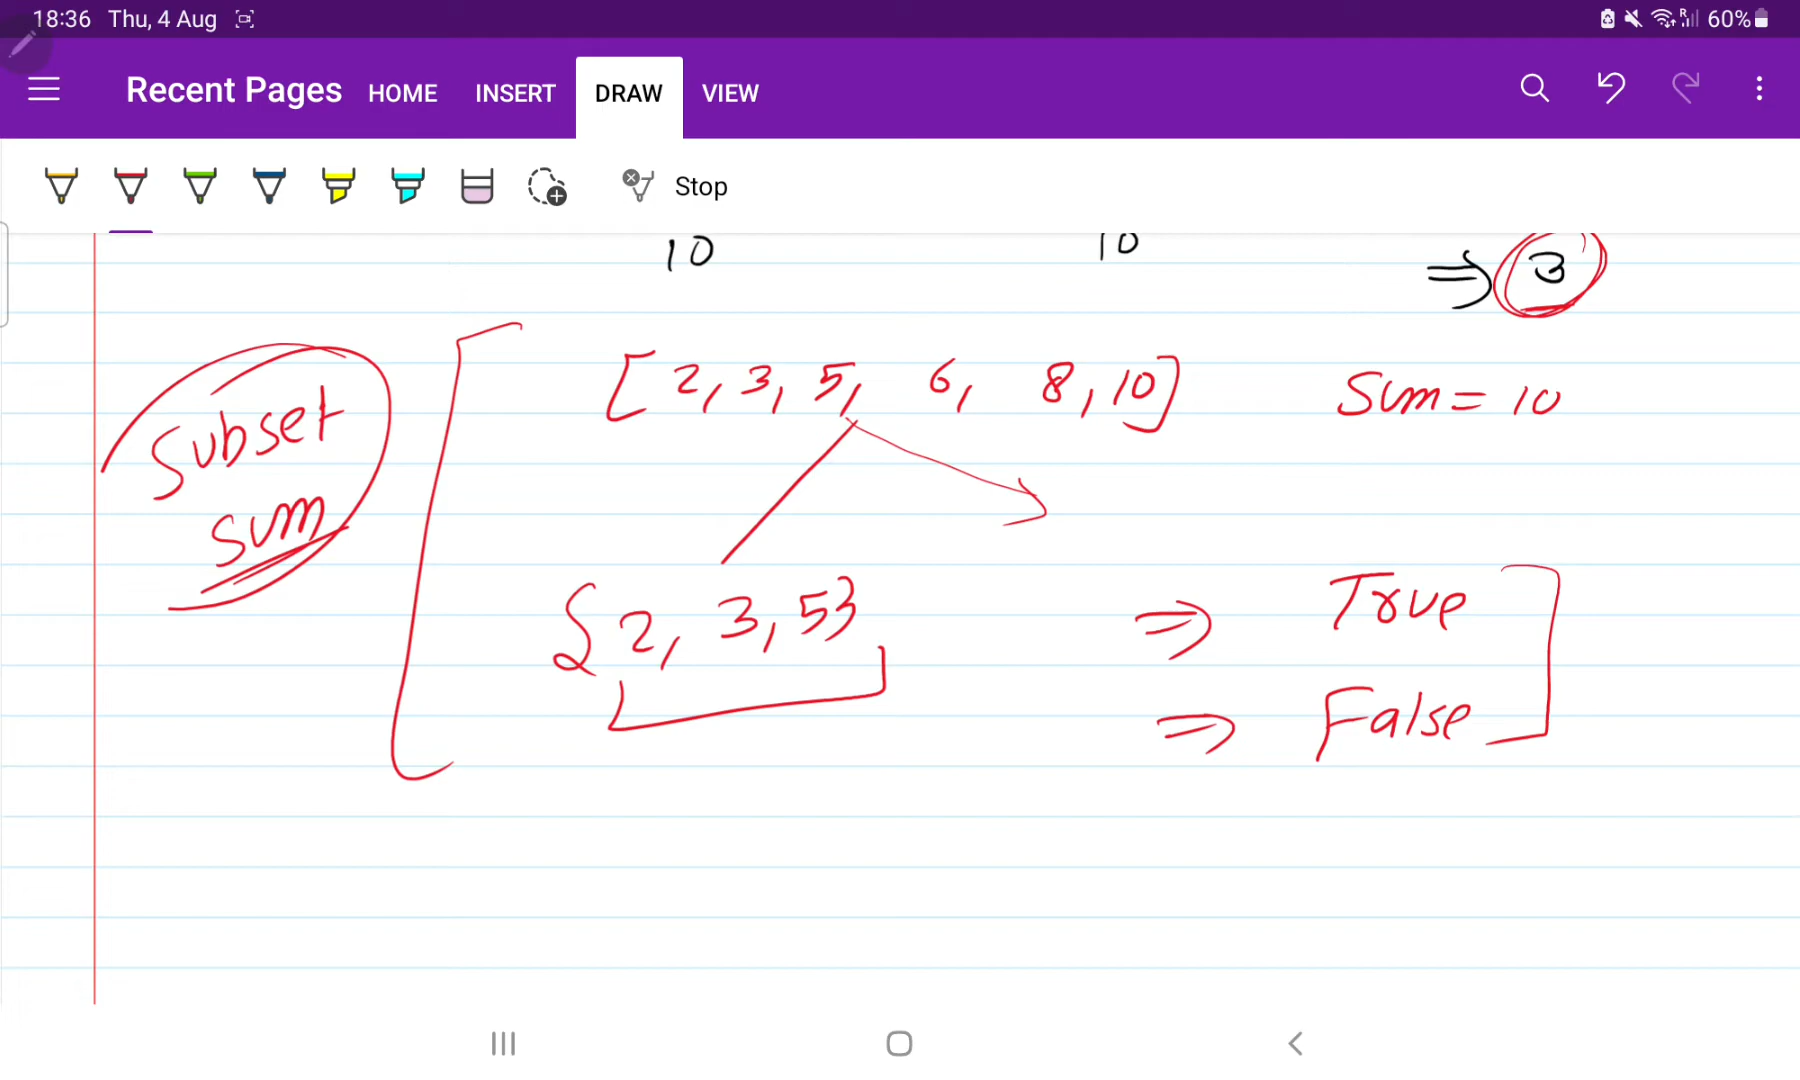 18:36 Thu, 4 Aug 60%
Recent Pages HOME INSERT DRAW VIEW
Stop
10 10 ⇒ 3
[ 2, 3, 5, 6, 8, 10] Sum = 10
Subset
sum
{ 2, 3, 5} ⇒ True
⇒ False